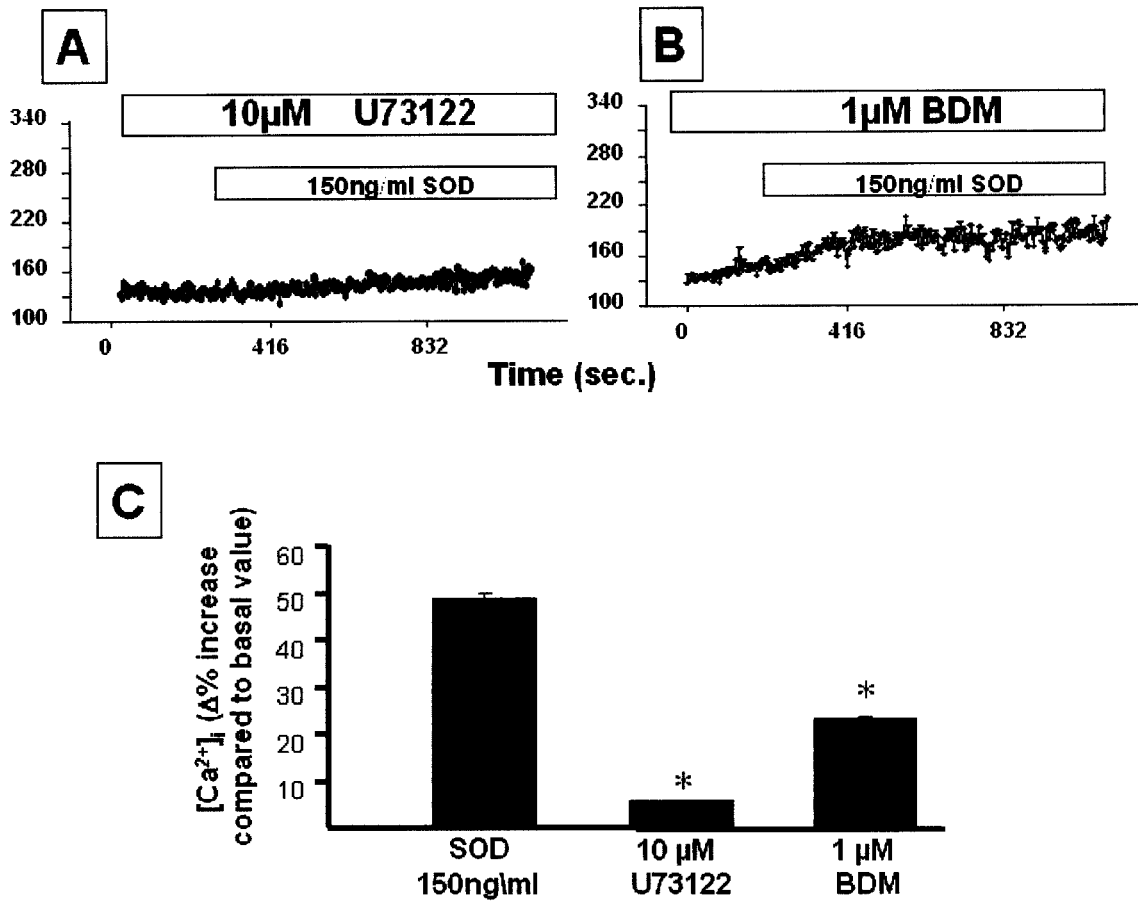 A
B
10µM U73122
1µM BDM
150ng/ml SOD
150ng/ml SOD
340
280
220
160
100
340
280
220
160
100
0
416
832
0
416
832
Time (sec.)
C
[Ca²⁺]i (Δ% increase
compared to basal value)
60
50
40
30
20
10
*
*
SOD
150ng\ml
10 µM
U73122
1 µM
BDM